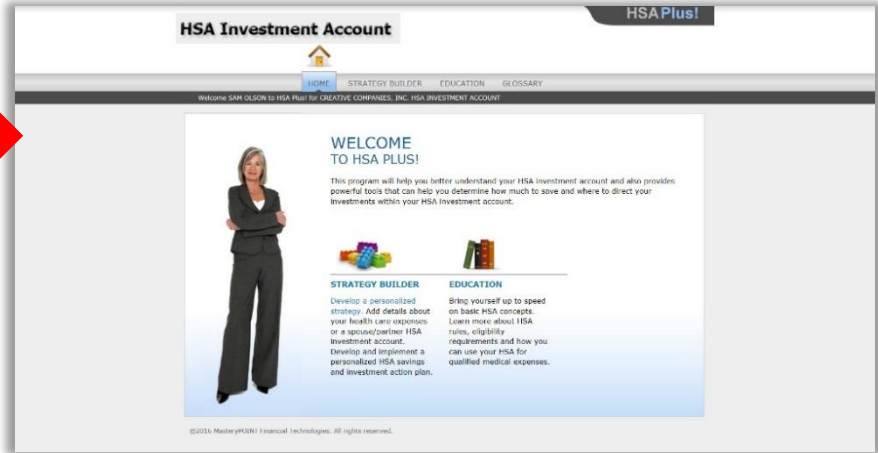 HSA Investment Account
HSAPlus!
HOME STRATEGY BUILDER EDUCATION GLOSSARY
Welcome SAM OLSON to HSA Plus! for CREATIVE COMPANIES, INC. HSA INVESTMENT ACCOUNT
WELCOME
TO HSA PLUS!
This program will help you better understand your HSA investment account and also provides
powerful tools that can help you determine how much to save and where to direct your
investments within your HSA investment account.
STRATEGY BUILDER
Develop a personalized
strategy. Add details about
your health care expenses
or a spouse/partner HSA
investment account.
Develop and implement a
personalized HSA savings
and investment action plan.
EDUCATION
Bring yourself up to speed
on basic HSA concepts.
Learn more about HSA
rules, eligibility
requirements and how you
can use your HSA for
qualified medical expenses.
©2016 MasteryPOINT Financial Technologies. All rights reserved.